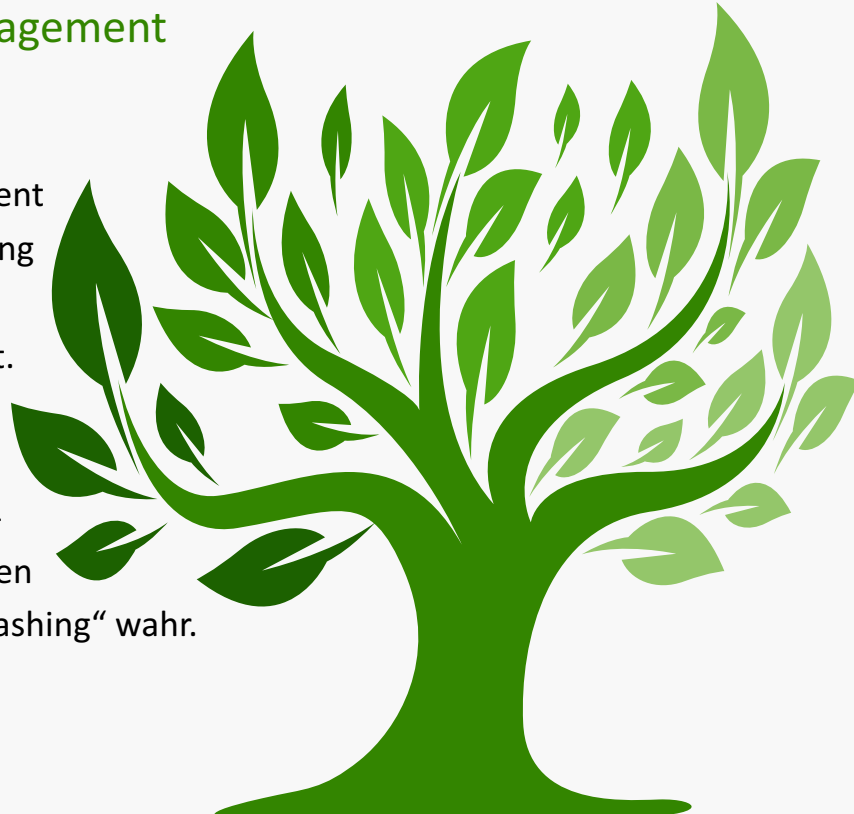 agement
ent
ng
t.
.
en
ashing“ wahr.